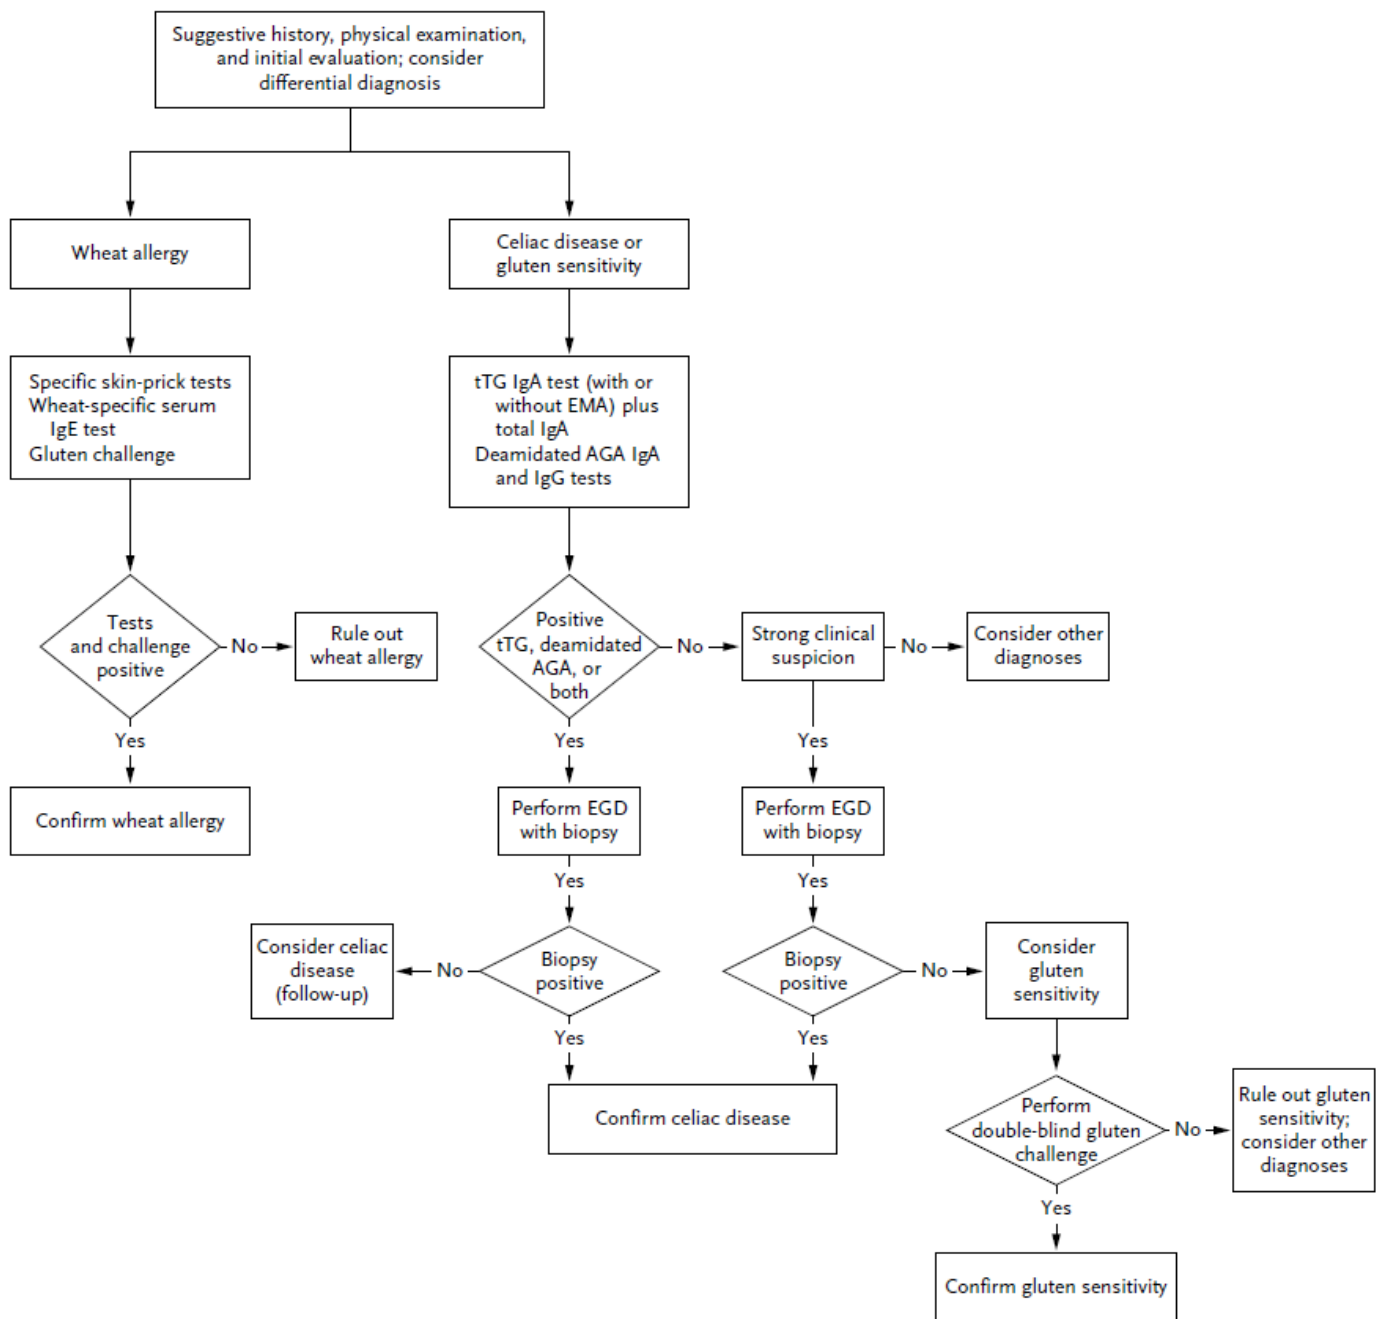 Suggestive history, physical examination,
and initial evaluation; consider
differential diagnosis
Wheat allergy
Celiac disease or
gluten sensitivity
Specific skin-prick tests
Wheat-specific serum
IgE test
Gluten challenge
tTG IgA test (with or
without EMA) plus
total IgA
Deamidated AGA IgA
and IgG tests
Tests
and challenge
positive
No
Rule out
wheat allergy
Positive
tTG, deamidated
AGA, or
both
No
Strong clinical
suspicion
No
Consider other
diagnoses
Yes
Yes
Yes
Confirm wheat allergy
Perform EGD
with biopsy
Perform EGD
with biopsy
Yes
Yes
Consider celiac
disease
(follow-up)
No
Biopsy
positive
Biopsy
positive
No
Consider
gluten
sensitivity
Yes
Yes
Confirm celiac disease
Perform
double-blind gluten
challenge
No
Rule out gluten
sensitivity;
consider other
diagnoses
Yes
Confirm gluten sensitivity